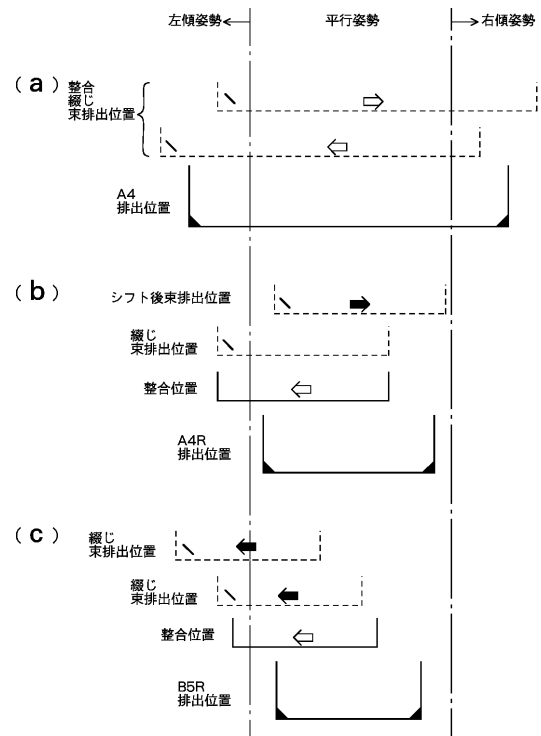 左傾姿勢
平行姿勢
右傾姿勢
(a)
整合
綴じ
束排出位置
A4
排出位置
(b)
シフト後束排出位置
綴じ
束排出位置
整合位置
A4R
排出位置
(c)
綴じ
束排出位置
綴じ
束排出位置
整合位置
B5R
排出位置